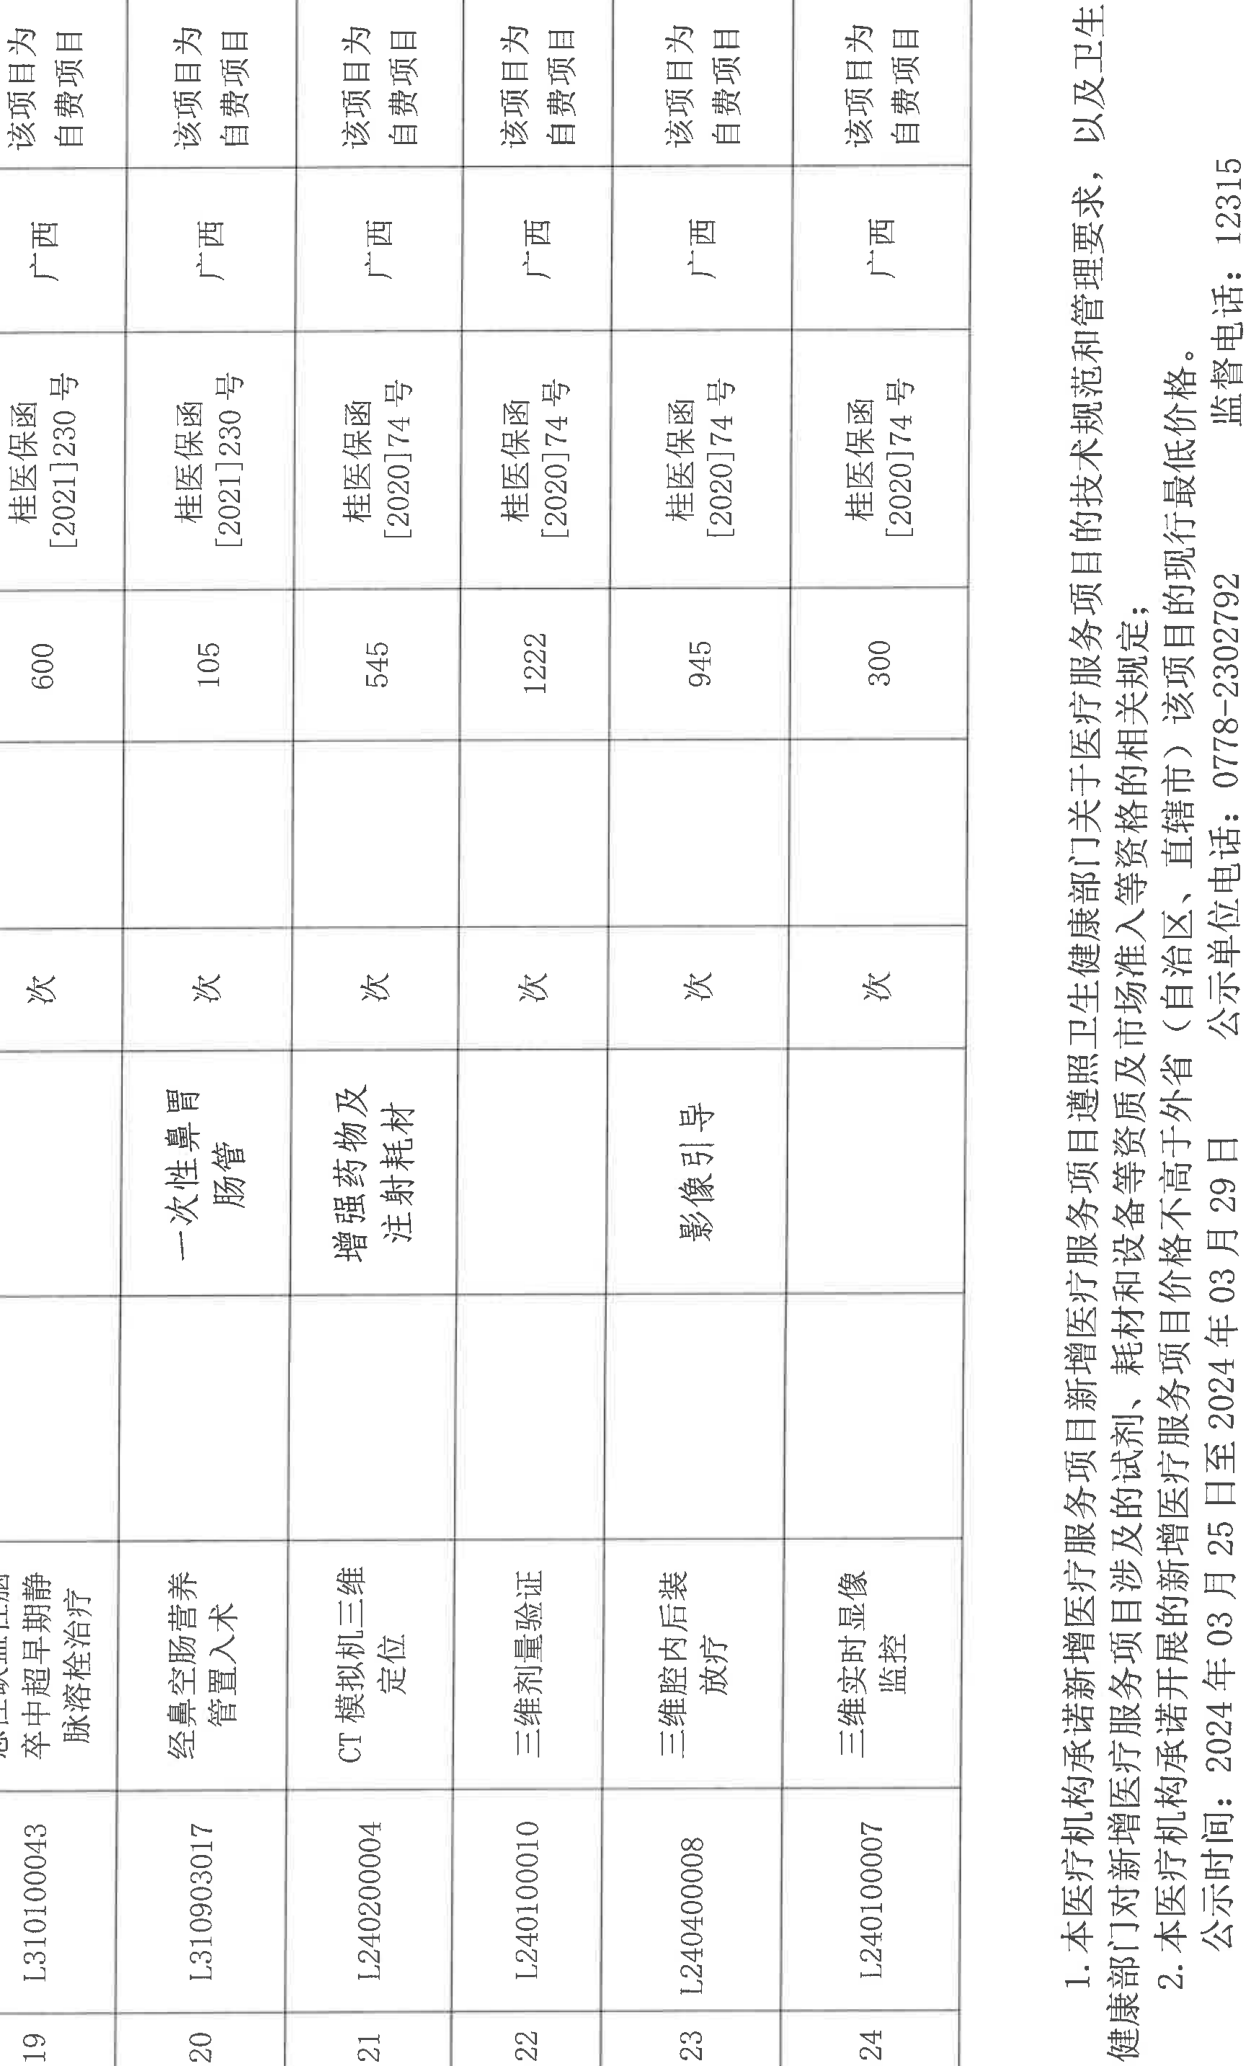 19 L310100043 卒中超早期静 600 桂医保函 广西 该项目为
脉溶栓治疗 次 [2021]230 号 自费项目
20 L310903017 经鼻空肠营养 一次性鼻胃 次 105 桂医保函 广西 该项目为
管置入术 肠管 [2021]230 号 自费项目
21 L240200004 CT 模拟机三维 增强药物及 次 545 桂医保函 广西 该项目为
定位 注射耗材 [2020]74 号 自费项目
22 L240100010 三维剂量验证 次 1222 桂医保函 广西 该项目为
[2020]74 号 自费项目
23 L240400008 三维腔内后装 影像引导 次 945 桂医保函 广西 该项目为
放疗 [2020]74 号 自费项目
24 L240100007 三维实时显像 次 300 桂医保函 广西 该项目为
监控 [2020]74 号 自费项目
1. 本医疗机构承诺新增医疗服务项目新增医疗服务项目遵照卫生健康部门关于医疗服务项目的技术规范和管理要求，以及卫生
健康部门对新增医疗服务项目涉及的试剂、耗材和设备等资质及市场准入等资格的相关规定；
2. 本医疗机构承诺开展的新增医疗服务项目价格不高于外省（自治区、直辖市）该项目的现行最低价格。
公示时间：2024 年 03 月 25 日至 2024 年 03 月 29 日 公示单位电话：0778-2302792 监督电话：12315